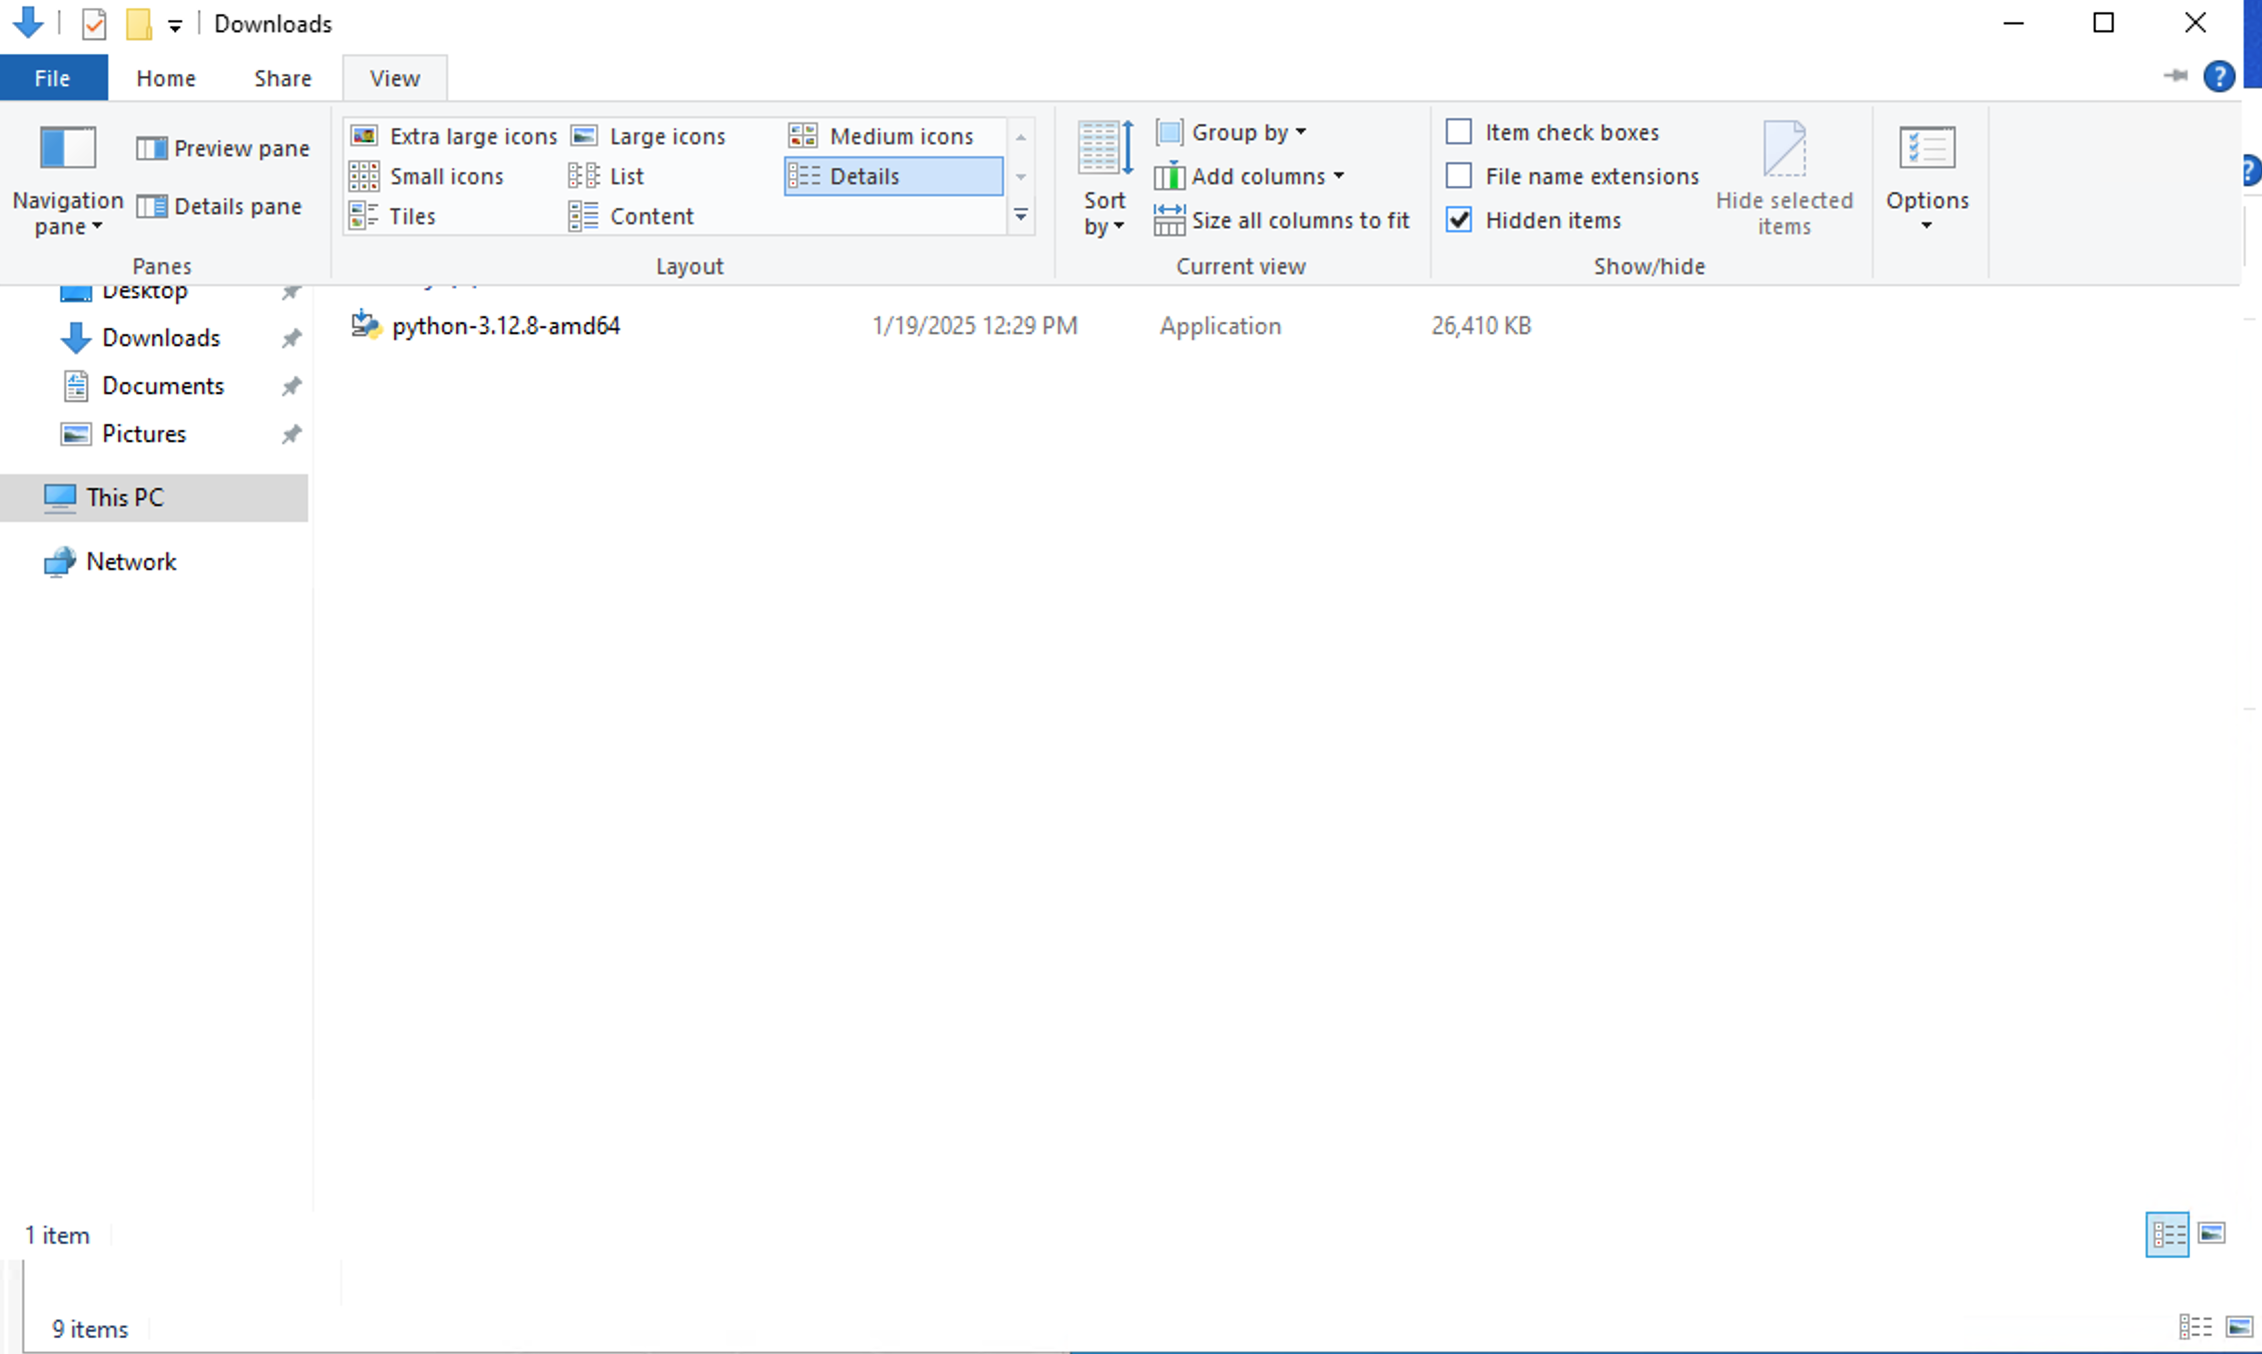 Downloads
File Home Share View
Navigation pane
Preview pane
Details pane
Panes
Extra large icons Large icons Medium icons
Small icons List Details
Tiles Content
Layout
Sort by
Group by
Add columns
Size all columns to fit
Current view
Item check boxes
File name extensions
Hidden items
Hide selected items
Show/hide
Options
Desktop
Downloads
Documents
Pictures
This PC
Network
python-3.12.8-amd64 1/19/2025 12:29 PM Application 26,410 KB
1 item
9 items